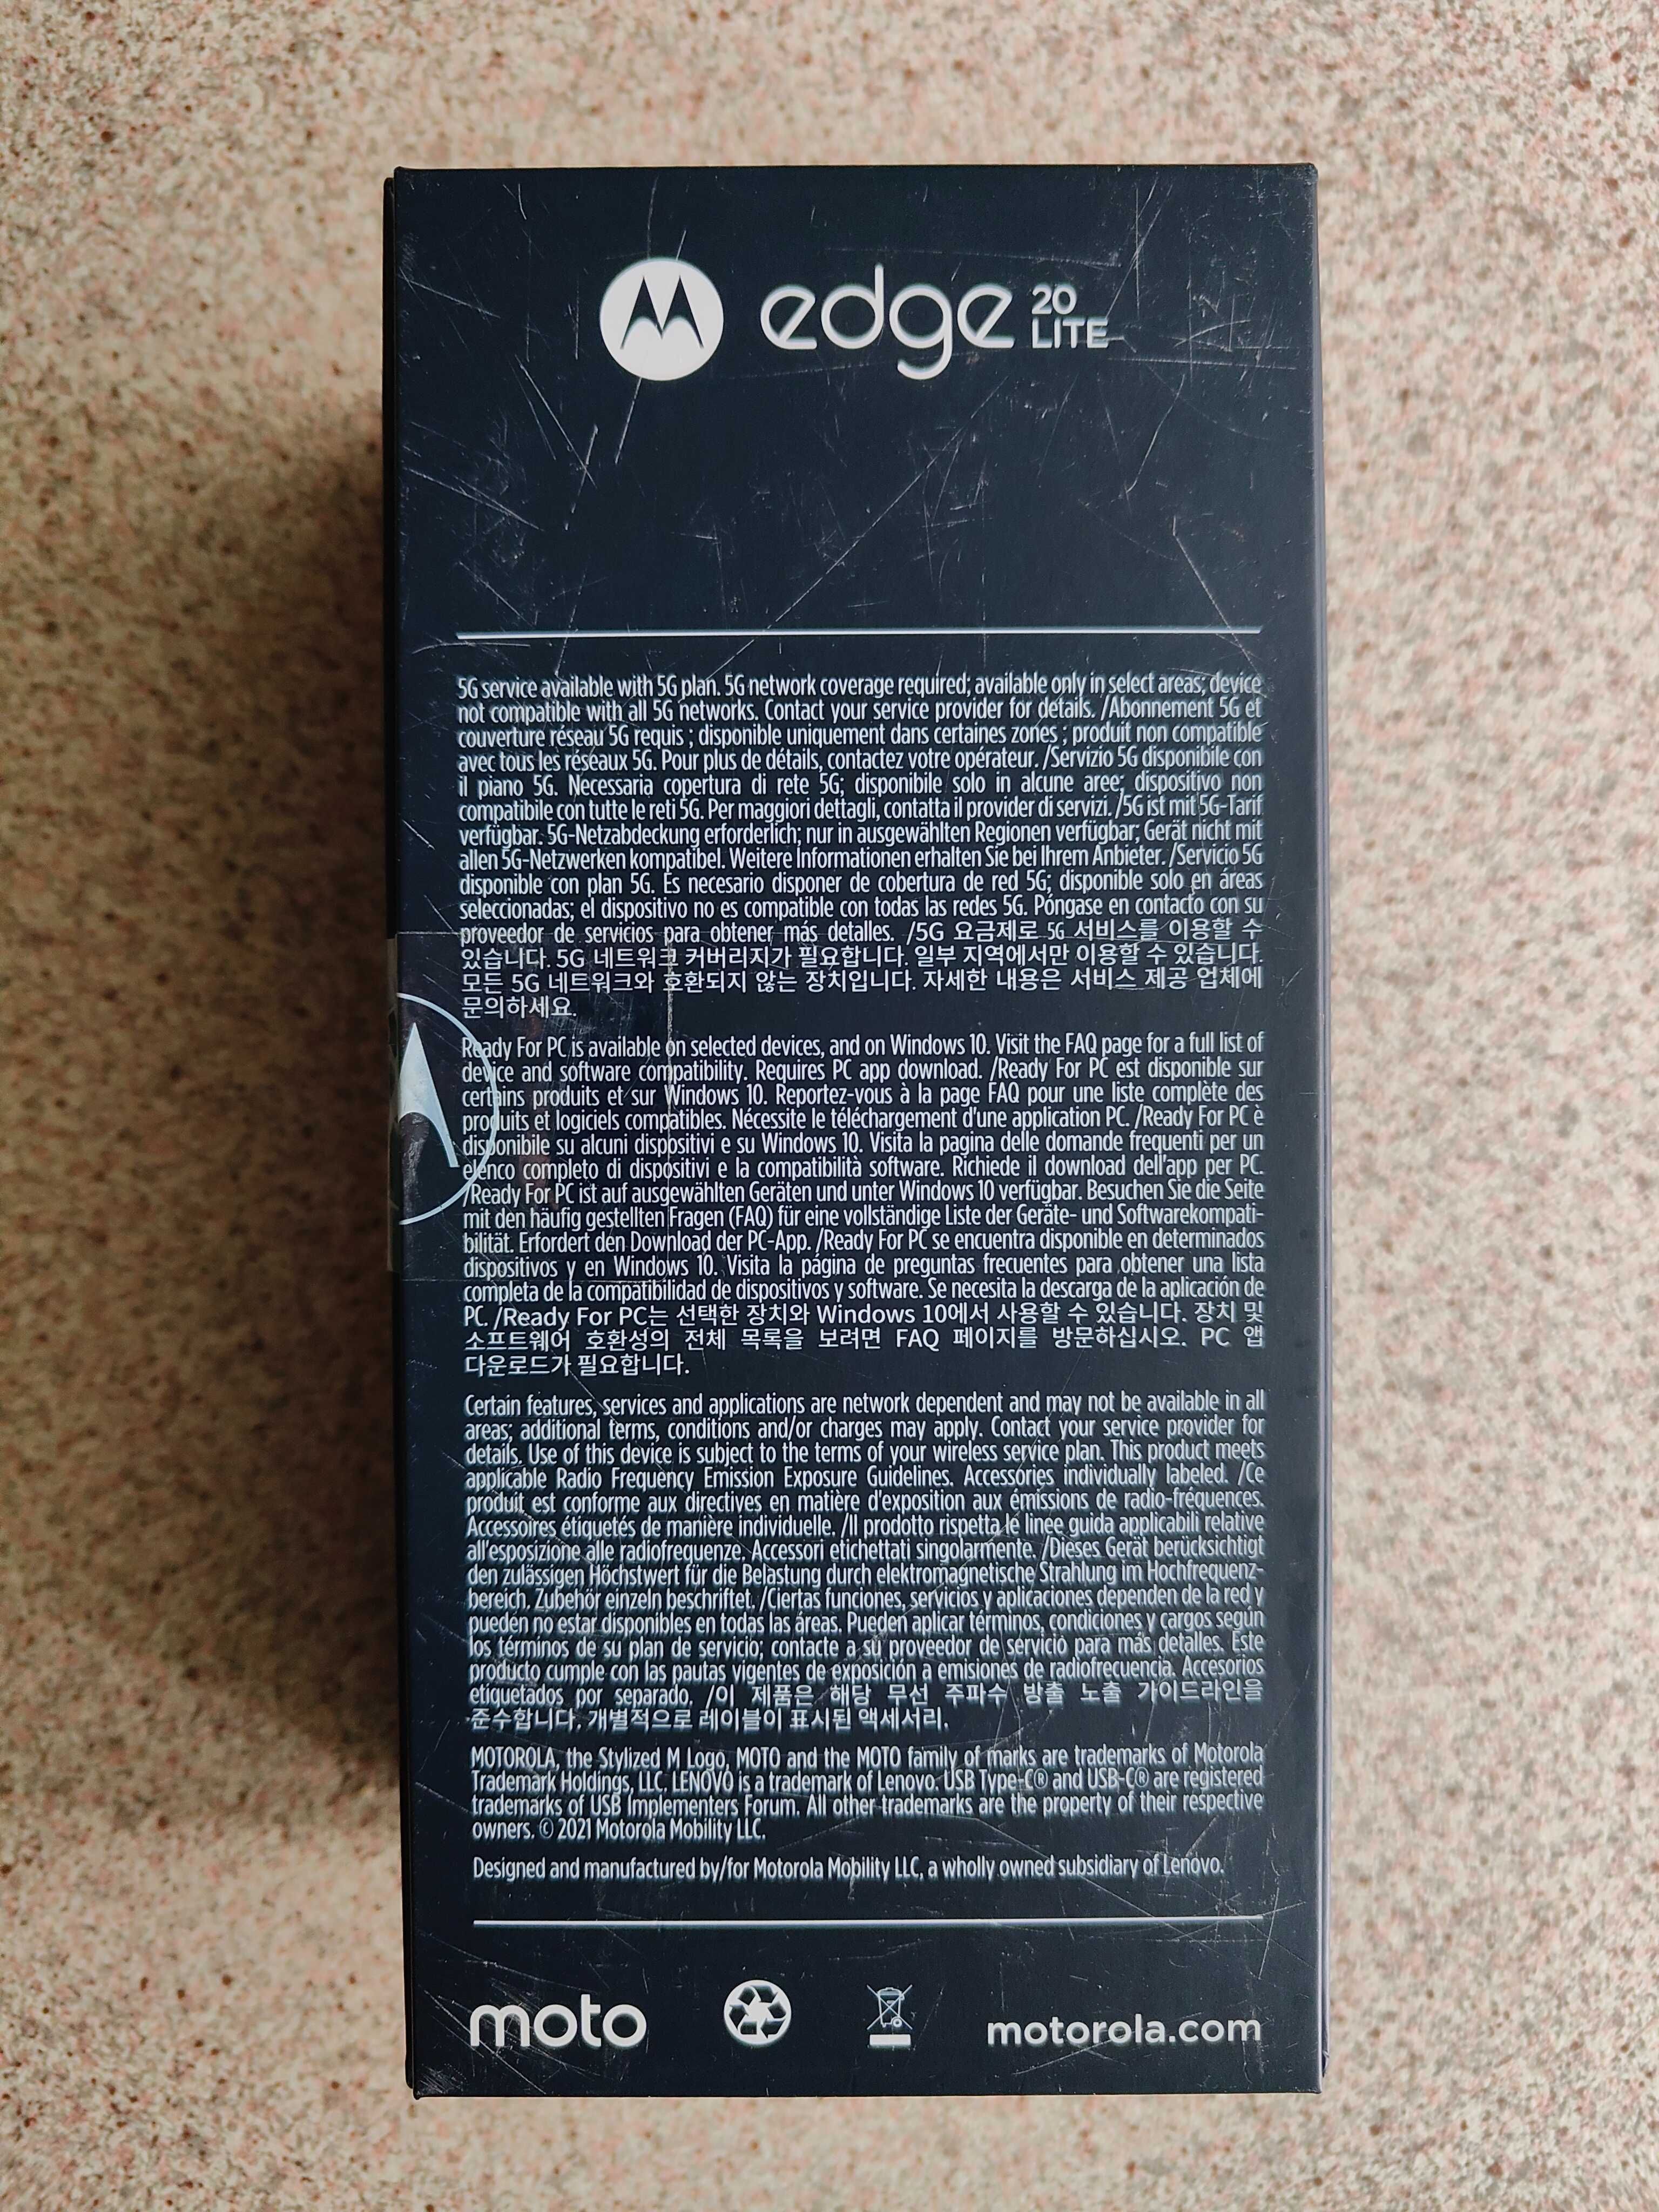 edge 20
LITE
5G service available with 5G plan. 5G network coverage required; available only in select areas; device
not compatible with all 5G networks. Contact your service provider for details. /Abonnement 5G et
couverture réseau 5G requis ; disponible uniquement dans certaines zones ; produit non compatible
avec tous les réseaux 5G. Pour plus de détails, contactez votre opérateur. /Servizio 5G disponibile con
il piano 5G. Necessaria copertura di rete 5G; disponibile solo in alcune aree; dispositivo non
compatibile con tutte le reti 5G. Per maggiori dettagli, contatta il provider di servizi. /5G ist mit 5G-Tarif
verfügbar. 5G-Netzabdeckung erforderlich; nur in ausgewählten Regionen verfügbar; Gerät nicht mit
allen 5G-Netzwerken kompatibel. Weitere Informationen erhalten Sie bei Ihrem Anbieter. /Servicio 5G
disponible con plan 5G. Es necesario disponer de cobertura de red 5G; disponible solo en áreas
seleccionadas; el dispositivo no es compatible con todas las redes 5G. Póngase en contacto con su
proveedor de servicios para obtener más detalles. /5G 요금제로 5G 서비스를 이용할 수
있습니다. 5G 네트워크 커버리지가 필요합니다. 일부 지역에서만 이용할 수 있습니다.
모든 5G 네트워크와 호환되지 않는 장치입니다. 자세한 내용은 서비스 제공 업체에
문의하세요.
Ready For PC is available on selected devices, and on Windows 10. Visit the FAQ page for a full list of
device and software compatibility. Requires PC app download. /Ready For PC est disponible sur
certains produits et sur Windows 10. Reportez-vous à la page FAQ pour une liste complète des
produits et logiciels compatibles. Nécessite le téléchargement d'une application PC. /Ready For PC è
disponibile su alcuni dispositivi e su Windows 10. Visita la pagina delle domande frequenti per un
elenco completo di dispositivi e la compatibilità software. Richiede il download dell'app per PC.
/Ready For PC ist auf ausgewählten Geräten und unter Windows 10 verfügbar. Besuchen Sie die Seite
mit den häufig gestellten Fragen (FAQ) für eine vollständige Liste der Geräte- und Softwarekompati-
bilität. Erfordert den Download der PC-App. /Ready For PC se encuentra disponible en determinados
dispositivos y en Windows 10. Visita la página de preguntas frecuentes para obtener una lista
completa de la compatibilidad de dispositivos y software. Se necesita la descarga de la aplicación de
PC. /Ready For PC는 선택한 장치와 Windows 10에서 사용할 수 있습니다. 장치 및
소프트웨어 호환성의 전체 목록을 보려면 FAQ 페이지를 방문하십시오. PC 앱
다운로드가 필요합니다.
Certain features, services and applications are network dependent and may not be available in all
areas; additional terms, conditions and/or charges may apply. Contact your service provider for
details. Use of this device is subject to the terms of your wireless service plan. This product meets
applicable Radio Frequency Emission Exposure Guidelines. Accessories individually labeled. /Ce
produit est conforme aux directives en matière d'exposition aux émissions de radio-fréquences.
Accessoires étiquetés de manière individuelle. /Il prodotto rispetta le linee guida applicabili relative
all'esposizione alle radiofrequenze. Accessori etichettati singolarmente. /Dieses Gerät berücksichtigt
den zulässigen Höchstwert für die Belastung durch elektromagnetische Strahlung im Hochfrequenz-
bereich. Zubehör einzeln beschriftet. /Ciertas funciones, servicios y aplicaciones dependen de la red y
pueden no estar disponibles en todas las áreas. Pueden aplicar términos, condiciones y cargos según
los términos de su plan de servicio; contacte a su proveedor de servicio para más detalles. Este
producto cumple con las pautas vigentes de exposición a emisiones de radiofrecuencia. Accesorios
etiquetados por separado. /이 제품은 해당 무선 주파수 방출 노출 가이드라인을
준수합니다. 개별적으로 레이블이 표시된 액세서리.
MOTOROLA, the Stylized M Logo, MOTO and the MOTO family of marks are trademarks of Motorola
Trademark Holdings, LLC. LENOVO is a trademark of Lenovo. USB Type-C® and USB-C® are registered
trademarks of USB Implementers Forum. All other trademarks are the property of their respective
owners. © 2021 Motorola Mobility LLC.
Designed and manufactured by/for Motorola Mobility LLC, a wholly owned subsidiary of Lenovo.
moto motorola.com